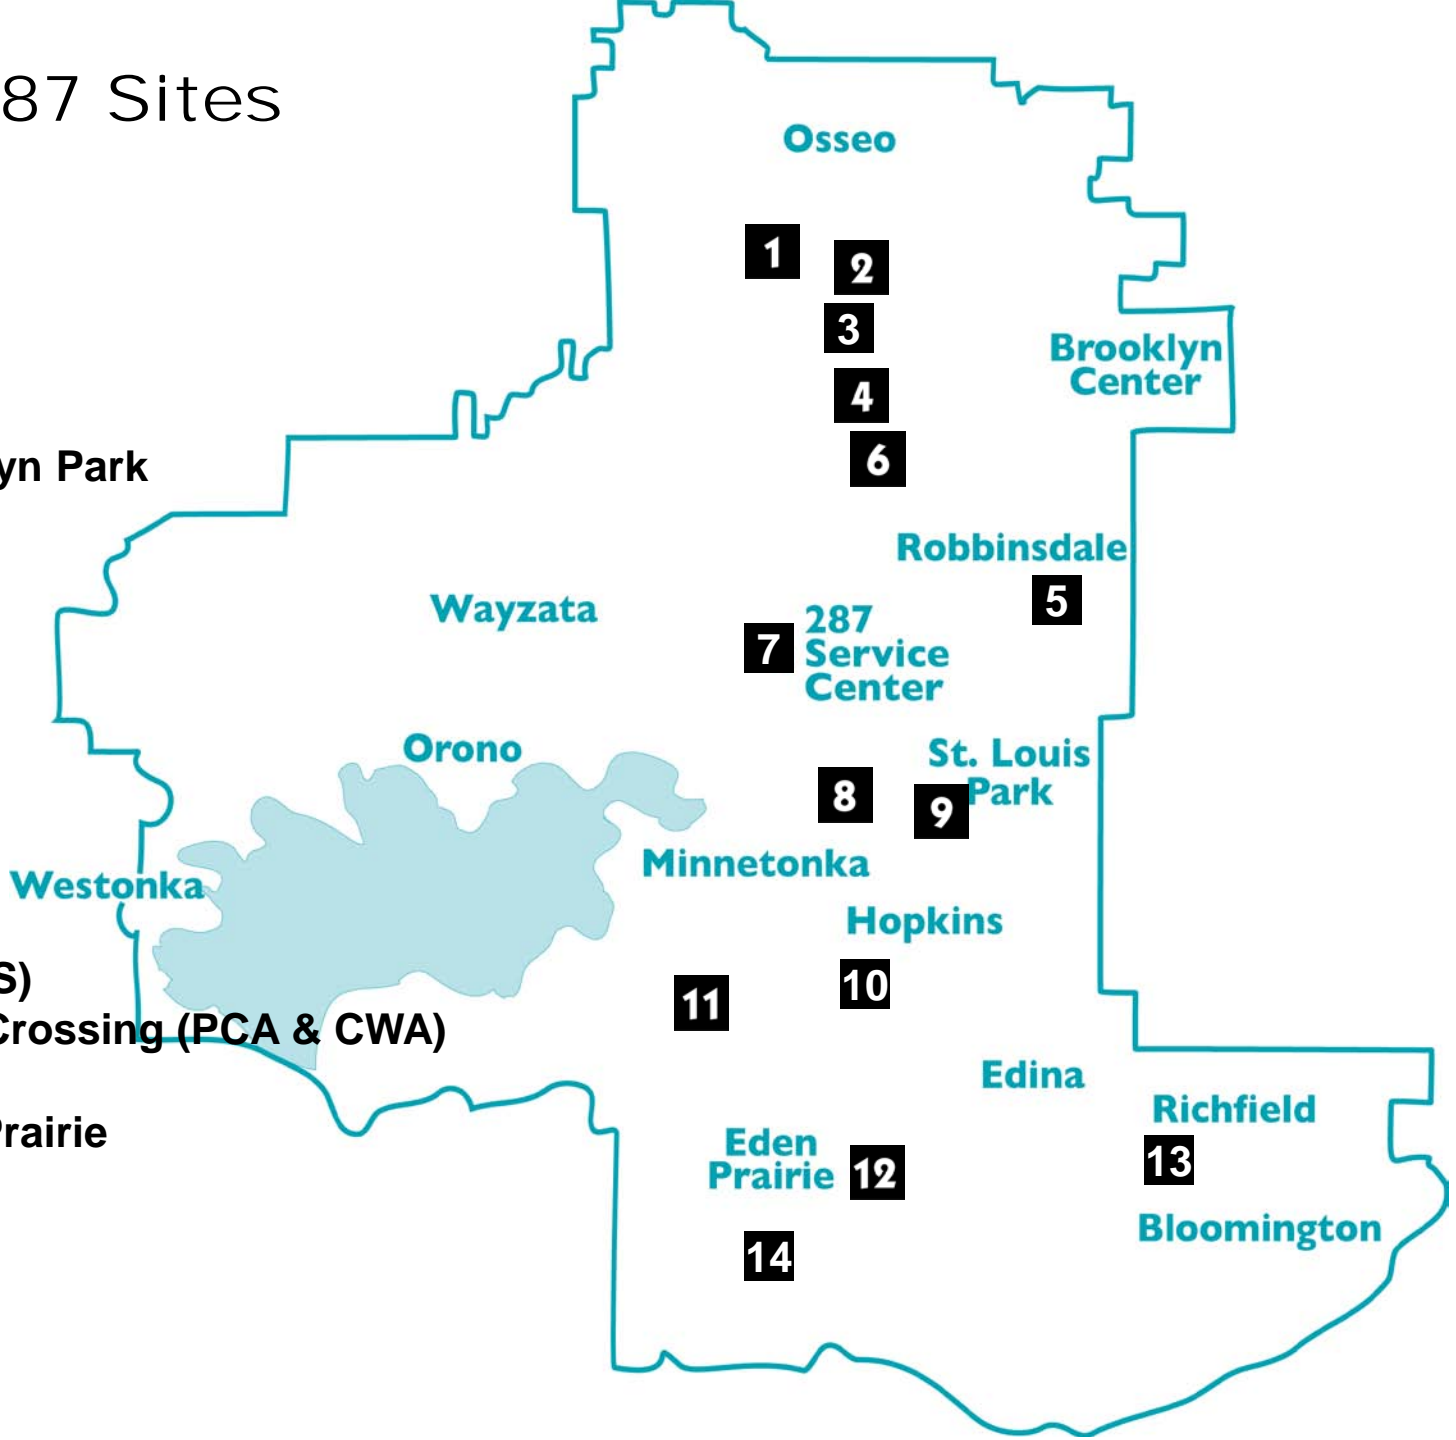 87 Sites
Osseo
1
2
3
Brooklyn
Center
4
6
yn Park
Robbinsdale
5
Wayzata
287
Service
Center
7
Orono
St. Louis
Park
8
9
Minnetonka
Westonka
Hopkins
S)
10
11
Crossing (PCA & CWA)
Edina
Richfield
Prairie
Eden
Prairie
12
13
Bloomington
14